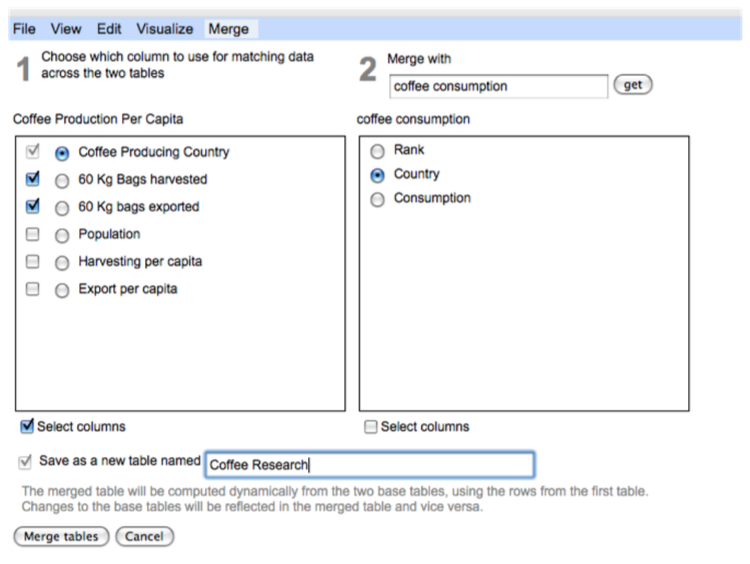 File View Edit Visualize Merge
1 Choose which column to use for matching data
across the two tables
2 Merge with
coffee consumption get
Coffee Production Per Capita
Coffee Producing Country
60 Kg Bags harvested
60 Kg bags exported
Population
Harvesting per capita
Export per capita
Select columns
coffee consumption
Rank
Country
Consumption
Select columns
Save as a new table named Coffee Research
The merged table will be computed dynamically from the two base tables, using the rows from the first table.
Changes to the base tables will be reflected in the merged table and vice versa.
Merge tables Cancel